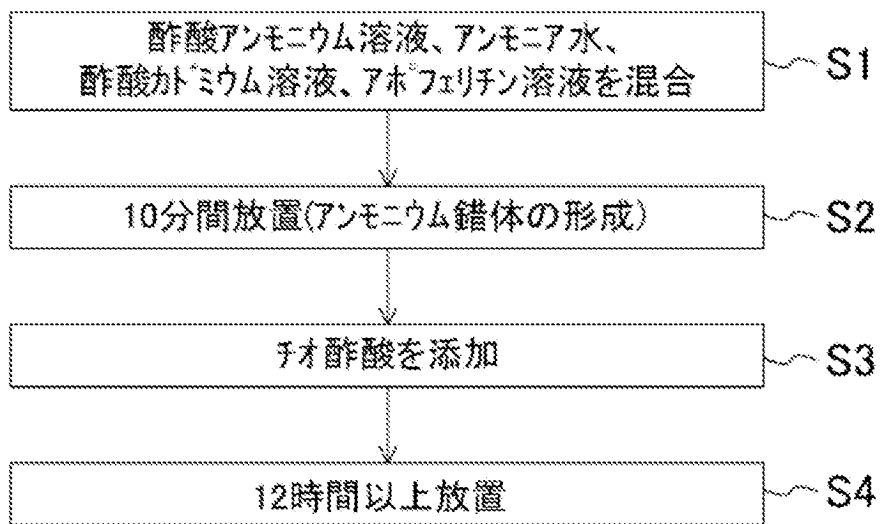 酢酸アンモニウム溶液、アンモニア水、
酢酸ｶﾄﾞミウム溶液、アﾎﾟフェリチン溶液を混合
S1
10分間放置(アンモニウム錯体の形成)
S2
チオ酢酸を添加
S3
12時間以上放置
S4